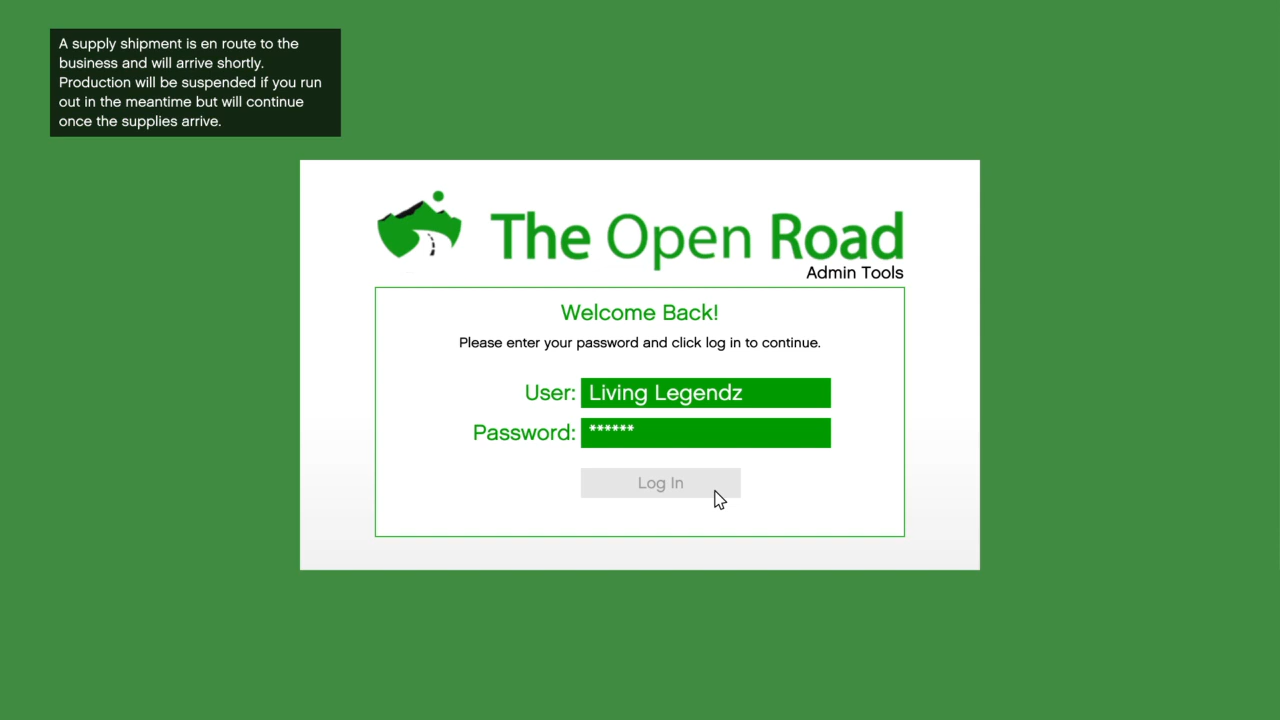 A supply shipment is en route to the
business and will arrive shortly.
Production will be suspended if you run
out in the meantime but will continue
once the supplies arrive.
The Open Road
Admin Tools
Welcome Back!
Please enter your password and click log in to continue.
User: Living Legendz
Password: ******
Log In